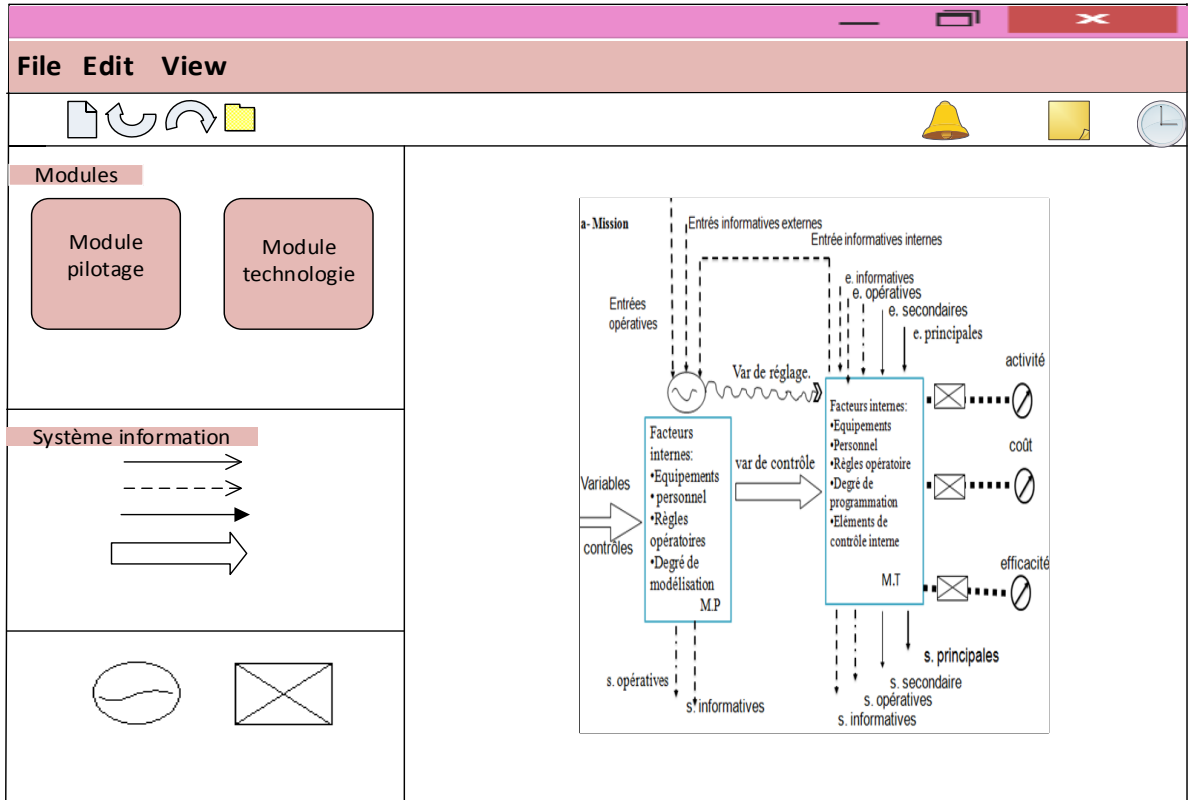 File Edit View
Modules
Module
pilotage
Module
technologie
Système information
a- Mission
Entrés informatives externes
Entrée informatives internes
Entrées
opératives
e. informatives
e. opératives
e. secondaires
e. principales
Var de réglage.
activité
coût
efficacité
Variables
contrôles
Facteurs
internes:
•Equipements
• personnel
•Règles
opératoires
•Degré de
modélisation
M.P
var de contrôle
Facteurs internes:
•Equipements
•Personnel
•Règles opératoire
•Degré de
programmation
•Eléments de
contrôle interne
M.T
s. opératives
s. informatives
s. principales
s. secondaire
s. opératives
s. informatives